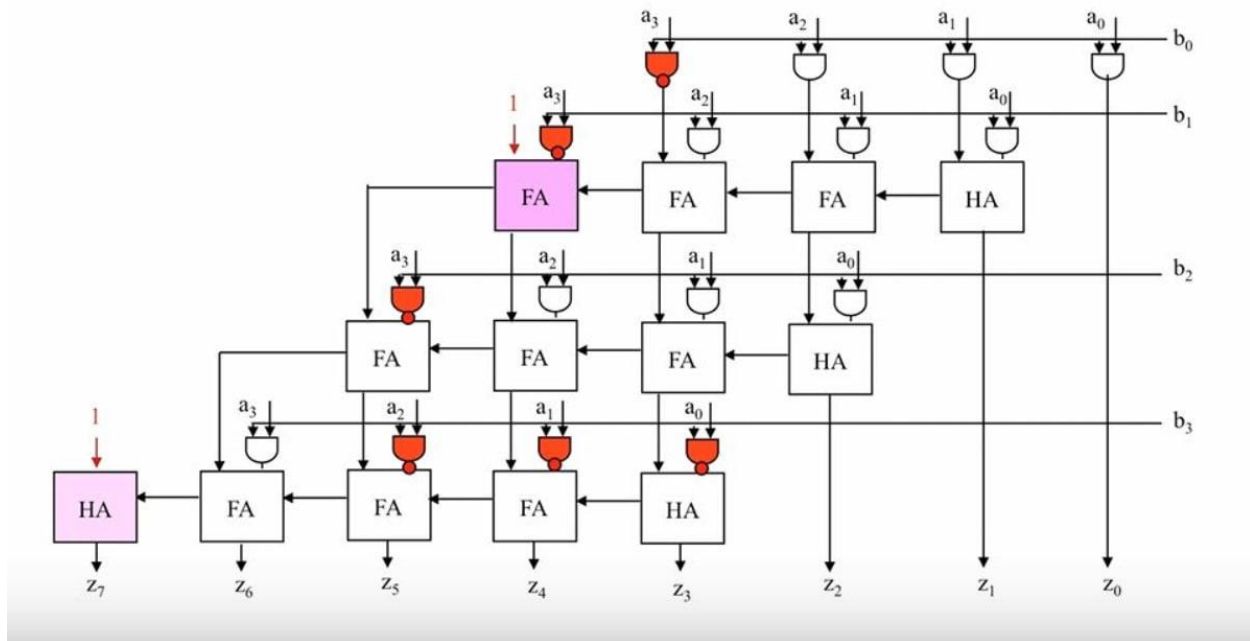 a₃ a₂ a₁ a₀ b₀
1 a₃ a₂ a₁ a₀ b₁
FA FA FA HA
a₃ a₂ a₁ a₀ b₂
FA FA FA HA
1 a₃ a₂ a₁ a₀ b₃
HA FA FA FA HA
z₇ z₆ z₅ z₄ z₃ z₂ z₁ z₀